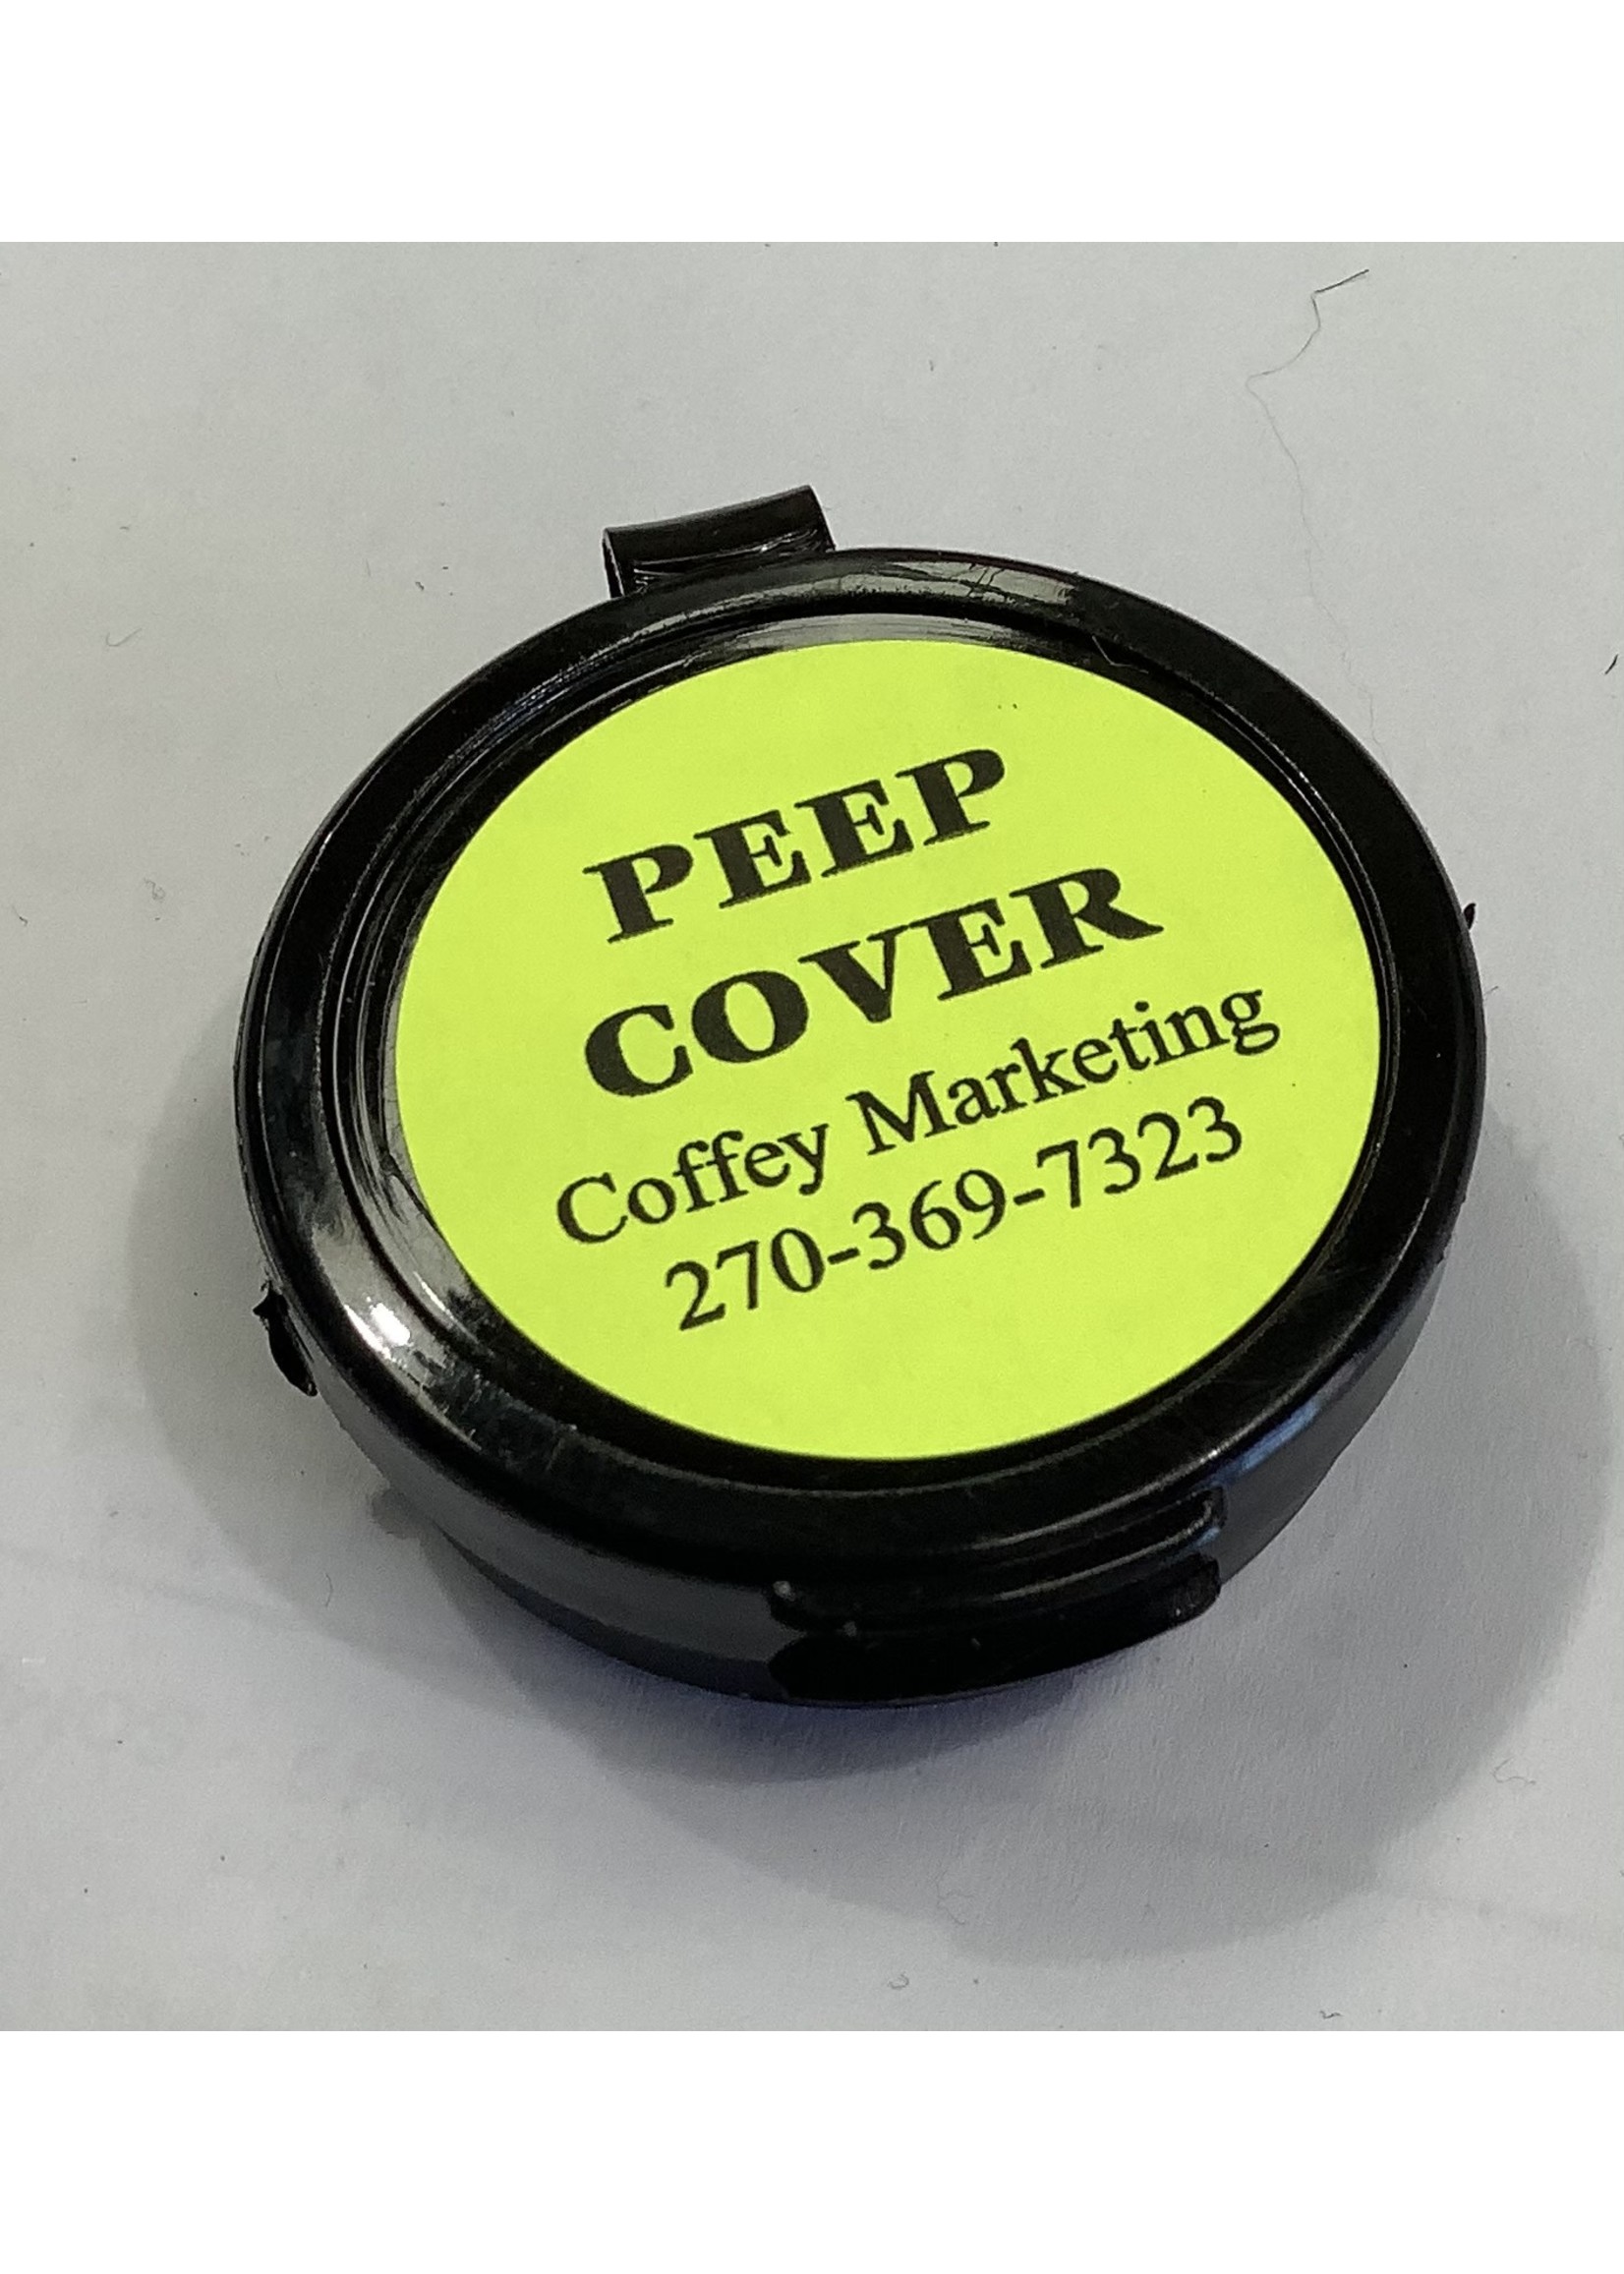 PEEP
COVER
Coffey Marketing
270-369-7323